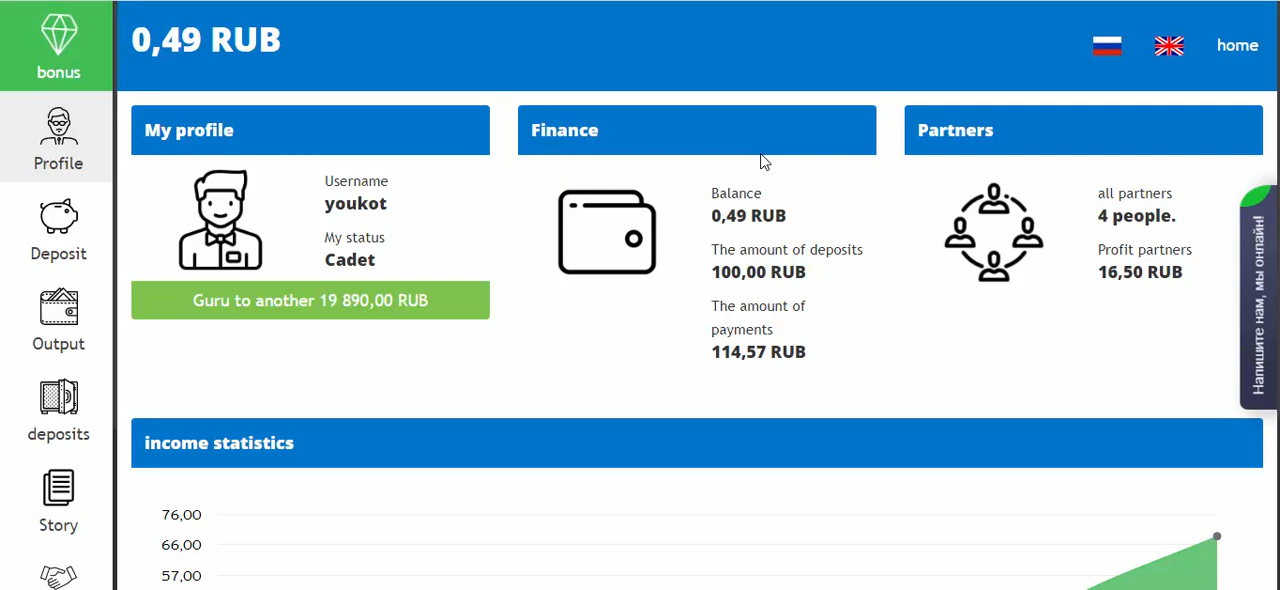 bonus
Profile
Deposit
Output
deposits
Story
0,49 RUB
home
My profile
Username
youkot
My status
Cadet
Guru to another 19 890,00 RUB
Finance
Balance
0,49 RUB
The amount of deposits
100,00 RUB
The amount of
payments
114,57 RUB
Partners
all partners
4 people.
Profit partners
16,50 RUB
Напишите нам, мы онлайн!
income statistics
76,00
66,00
57,00